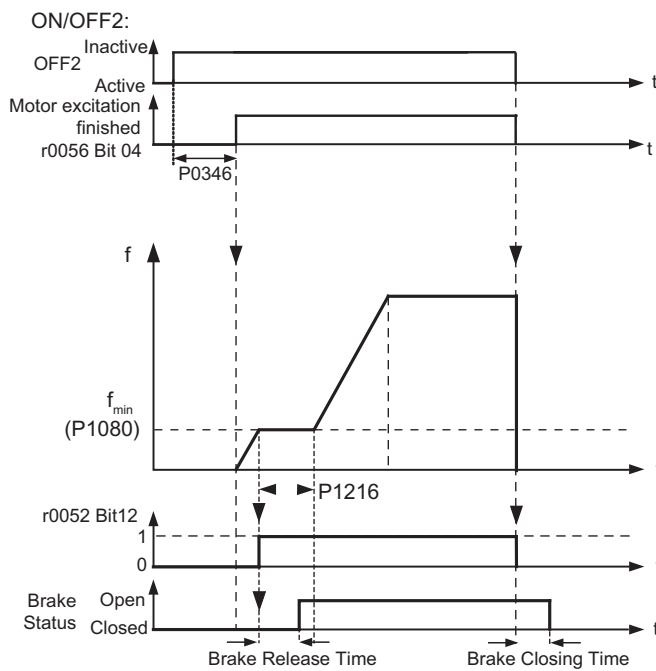 ON/OFF2:
Inactive
OFF2
Active
t
Motor excitation
finished
r0056 Bit 04
t
P0346
f
fmin
(P1080)
P1216
r0052 Bit12
1
0
Brake
Status
Open
Closed
t
Brake Release Time
Brake Closing Time